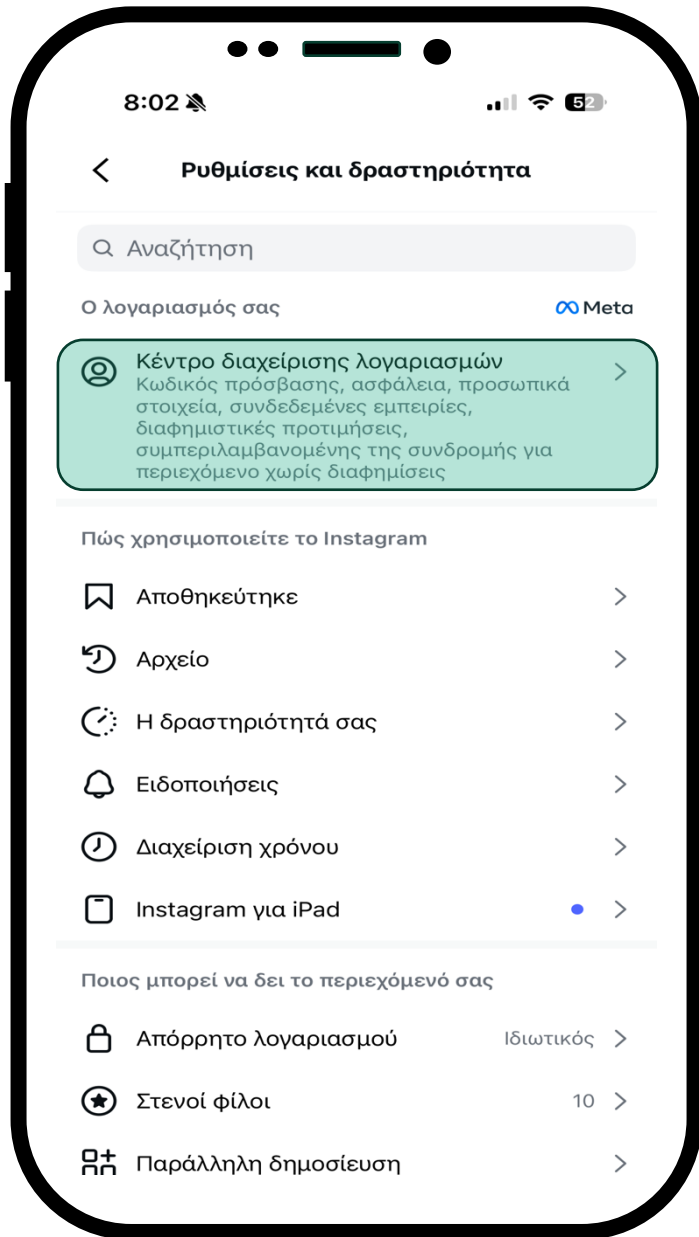 8:02
52
Ρυθμίσεις και δραστηριότητα
Αναζήτηση
Ο λογαριασμός σας
Meta
Κέντρο διαχείρισης λογαριασμών
Κωδικός πρόσβασης, ασφάλεια, προσωπικά
στοιχεία, συνδεδεμένες εμπειρίες,
διαφημιστικές προτιμήσεις,
συμπεριλαμβανομένης της συνδρομής για
περιεχόμενο χωρίς διαφημίσεις
Πώς χρησιμοποιείτε το Instagram
Αποθηκεύτηκε
Αρχείο
Η δραστηριότητά σας
Ειδοποιήσεις
Διαχείριση χρόνου
Instagram για iPad
Ποιος μπορεί να δει το περιεχόμενό σας
Απόρρητο λογαριασμού
Ιδιωτικός
Στενοί φίλοι
10
Παράλληλη δημοσίευση